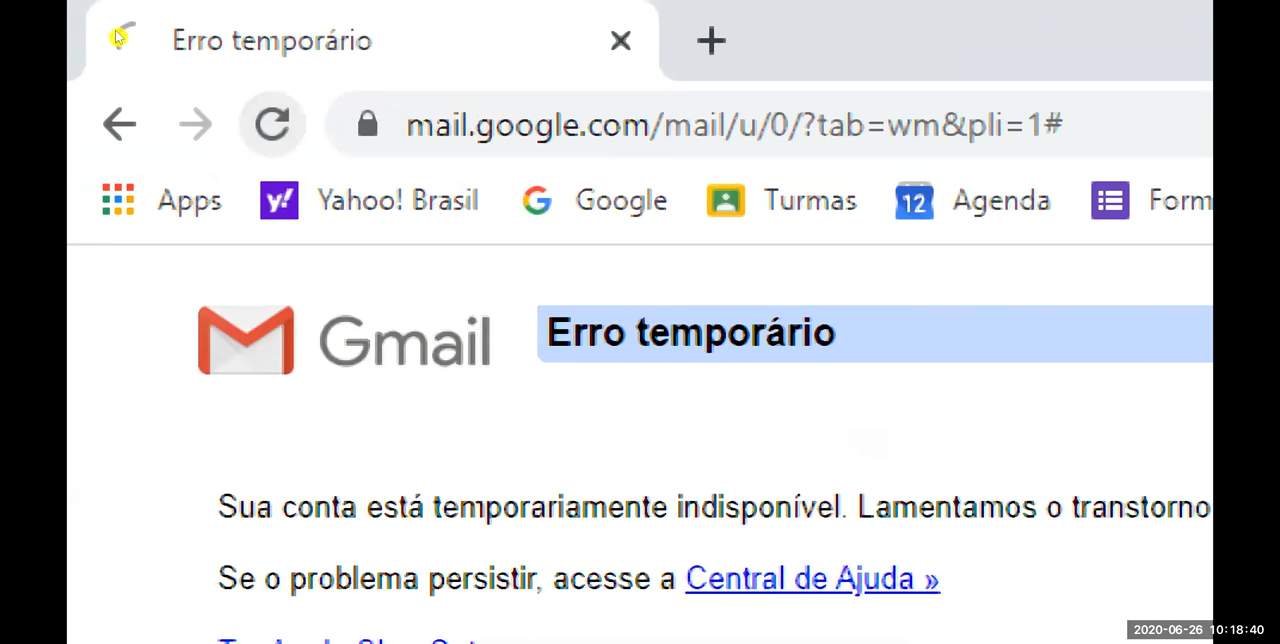 Erro temporário
mail.google.com/mail/u/0/?tab=wm&pli=1#
Apps Yahoo! Brasil Google Turmas 12 Agenda Form
Gmail Erro temporário
Sua conta está temporariamente indisponível. Lamentamos o transtorno
Se o problema persistir, acesse a Central de Ajuda »
2020-06-26 10:18:40